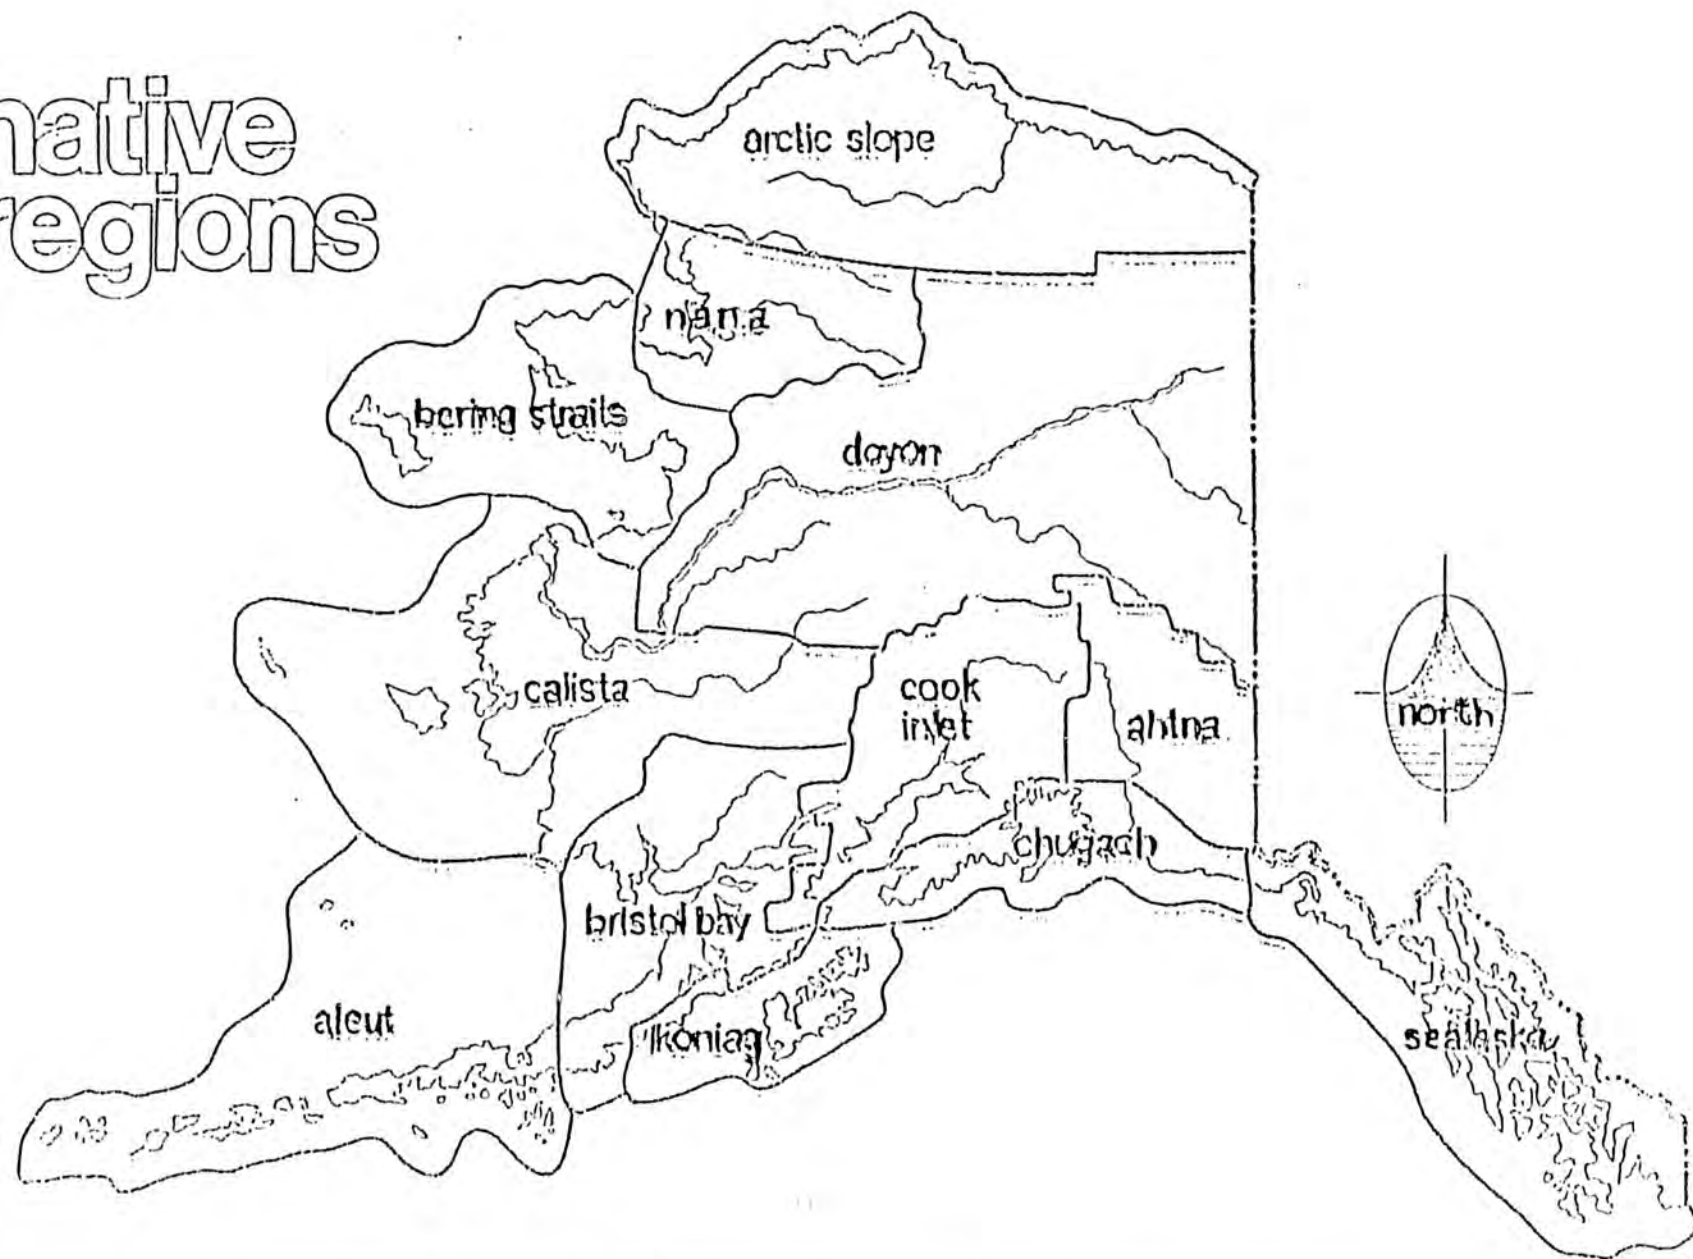 native
regions
arctic slope
nana
bering straits
doyon
calista
cook
inlet
ahtna
north
chugach
bristol bay
aleut
koniag
sealaska